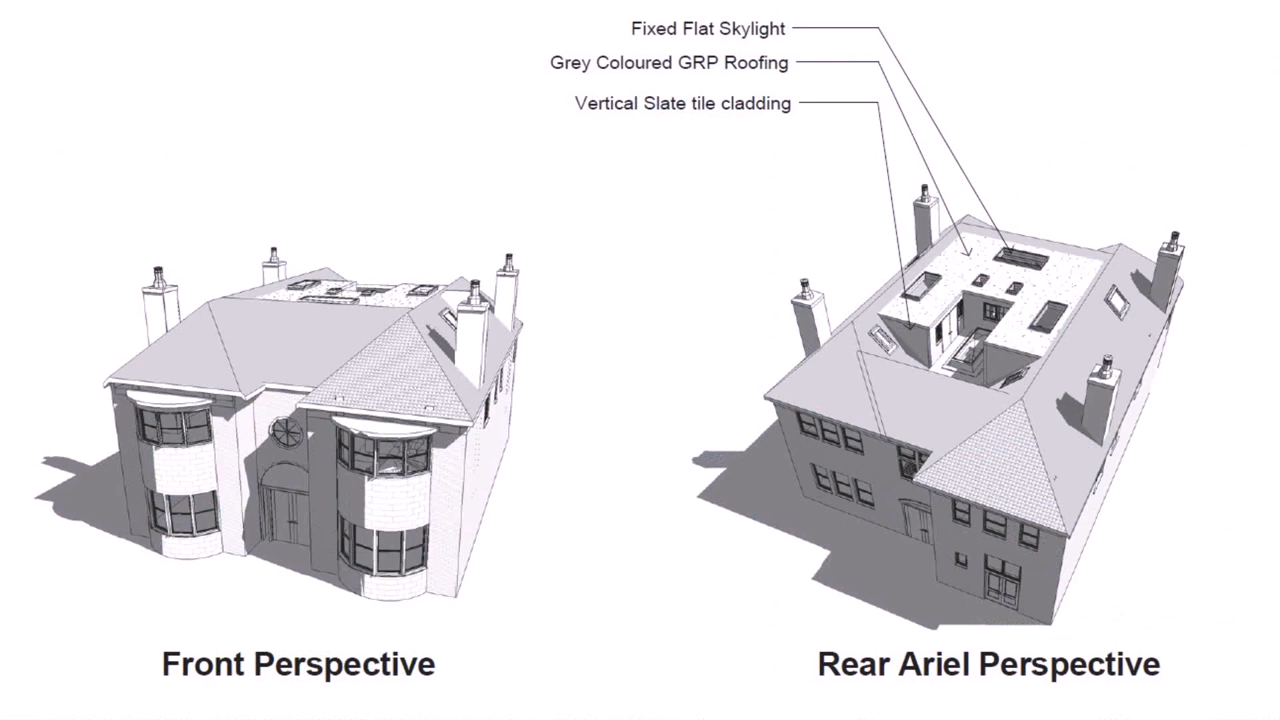 Fixed Flat Skylight
Grey Coloured GRP Roofing
Vertical Slate tile cladding
Front Perspective
Rear Ariel Perspective